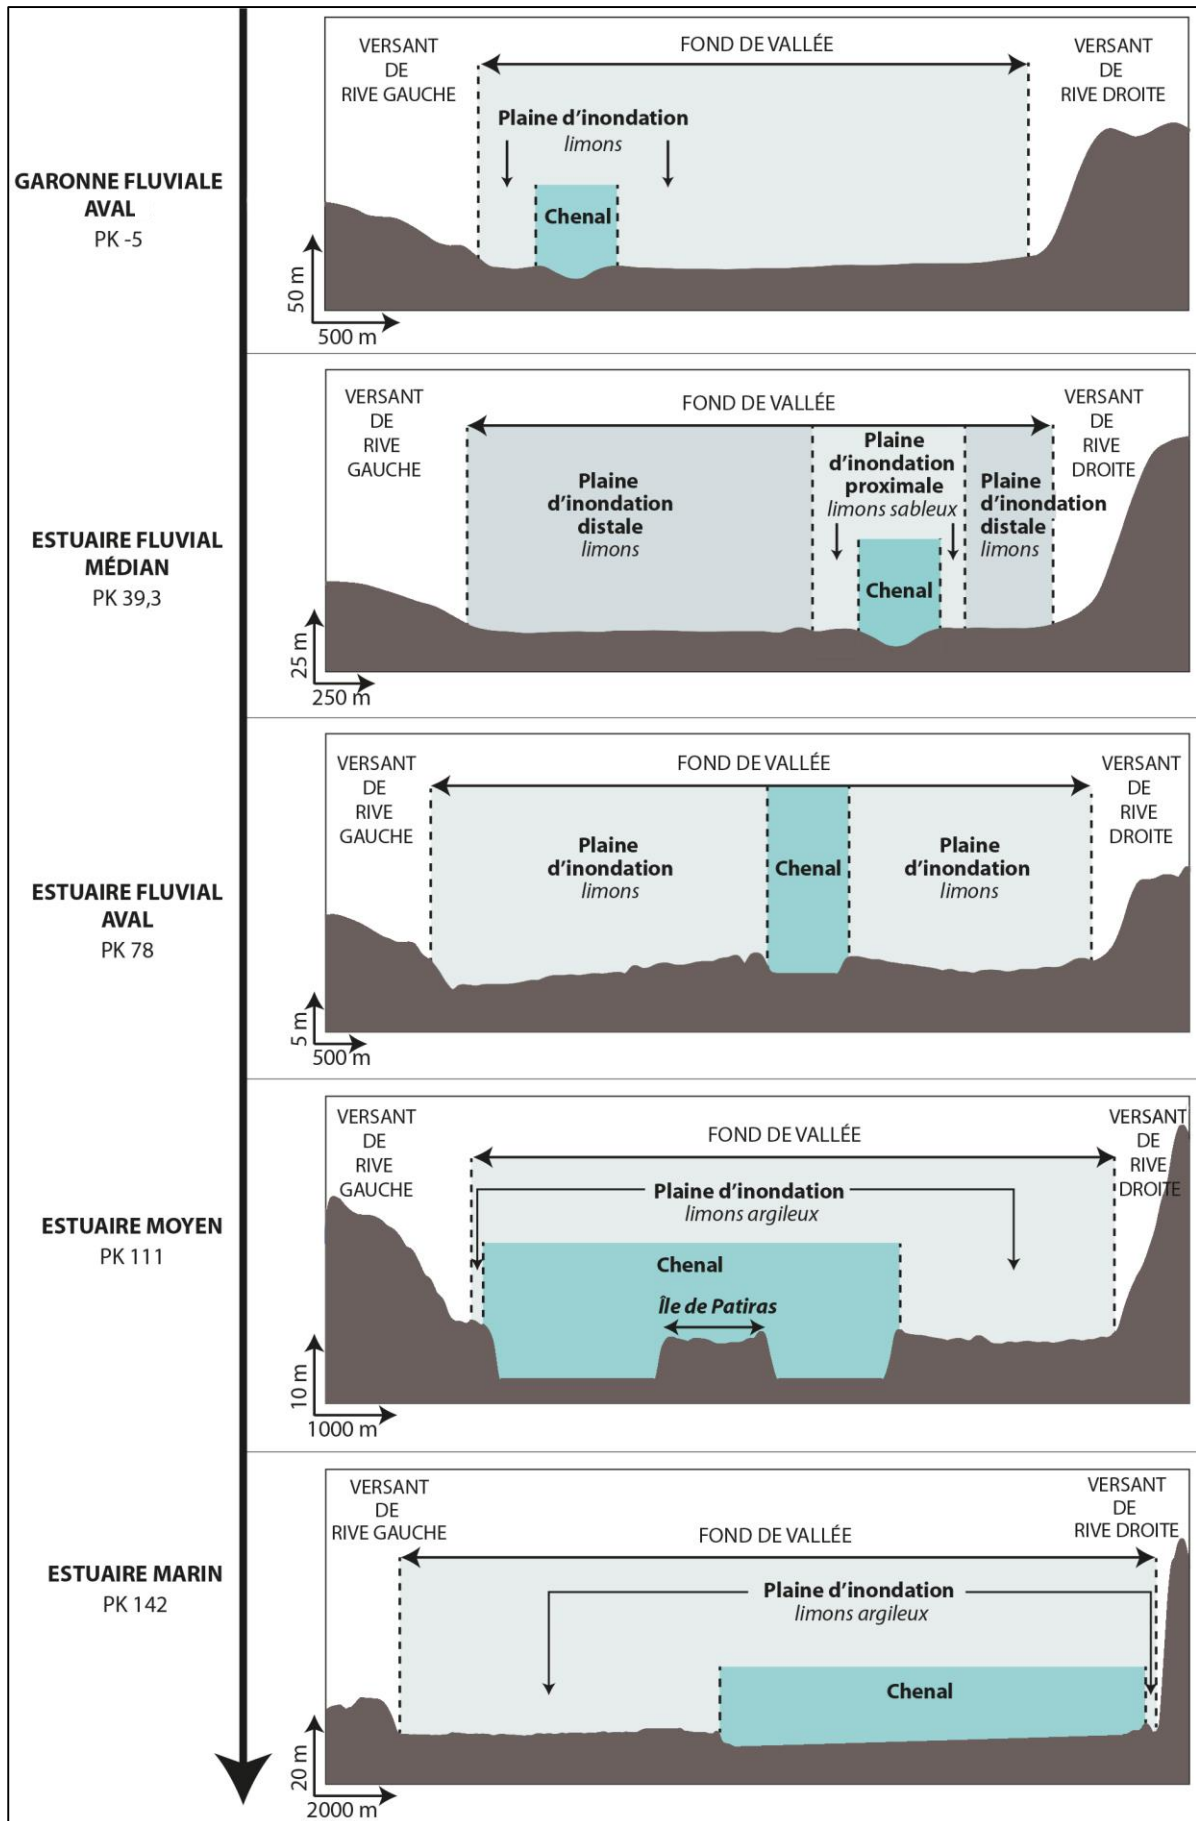 GARONNE FLUVIALE
AVAL
PK -5
VERSANT
DE
RIVE GAUCHE
FOND DE VALLÉE
VERSANT
DE
RIVE DROITE
Plaine d'inondation
limons
Chenal
50 m
500 m
ESTUAIRE FLUVIAL
MÉDIAN
PK 39,3
VERSANT
DE
RIVE
GAUCHE
FOND DE VALLÉE
VERSANT
DE
RIVE
DROITE
Plaine
d'inondation
distale
limons
Plaine
d'inondation
proximale
limons sableux
Plaine
d'inondation
distale
limons
Chenal
25 m
250 m
ESTUAIRE FLUVIAL
AVAL
PK 78
VERSANT
DE
RIVE
GAUCHE
FOND DE VALLÉE
VERSANT
DE
RIVE
DROITE
Plaine
d'inondation
limons
Chenal
Plaine
d'inondation
limons
5 m
500 m
ESTUAIRE MOYEN
PK 111
VERSANT
DE
RIVE
GAUCHE
FOND DE VALLÉE
VERSANT
DE
RIVE
DROITE
Plaine d'inondation
limons argileux
Chenal
Île de Patiras
10 m
1000 m
ESTUAIRE MARIN
PK 142
VERSANT
DE
RIVE GAUCHE
FOND DE VALLÉE
VERSANT
DE
RIVE DROITE
Plaine d'inondation
limons argileux
Chenal
20 m
2000 m